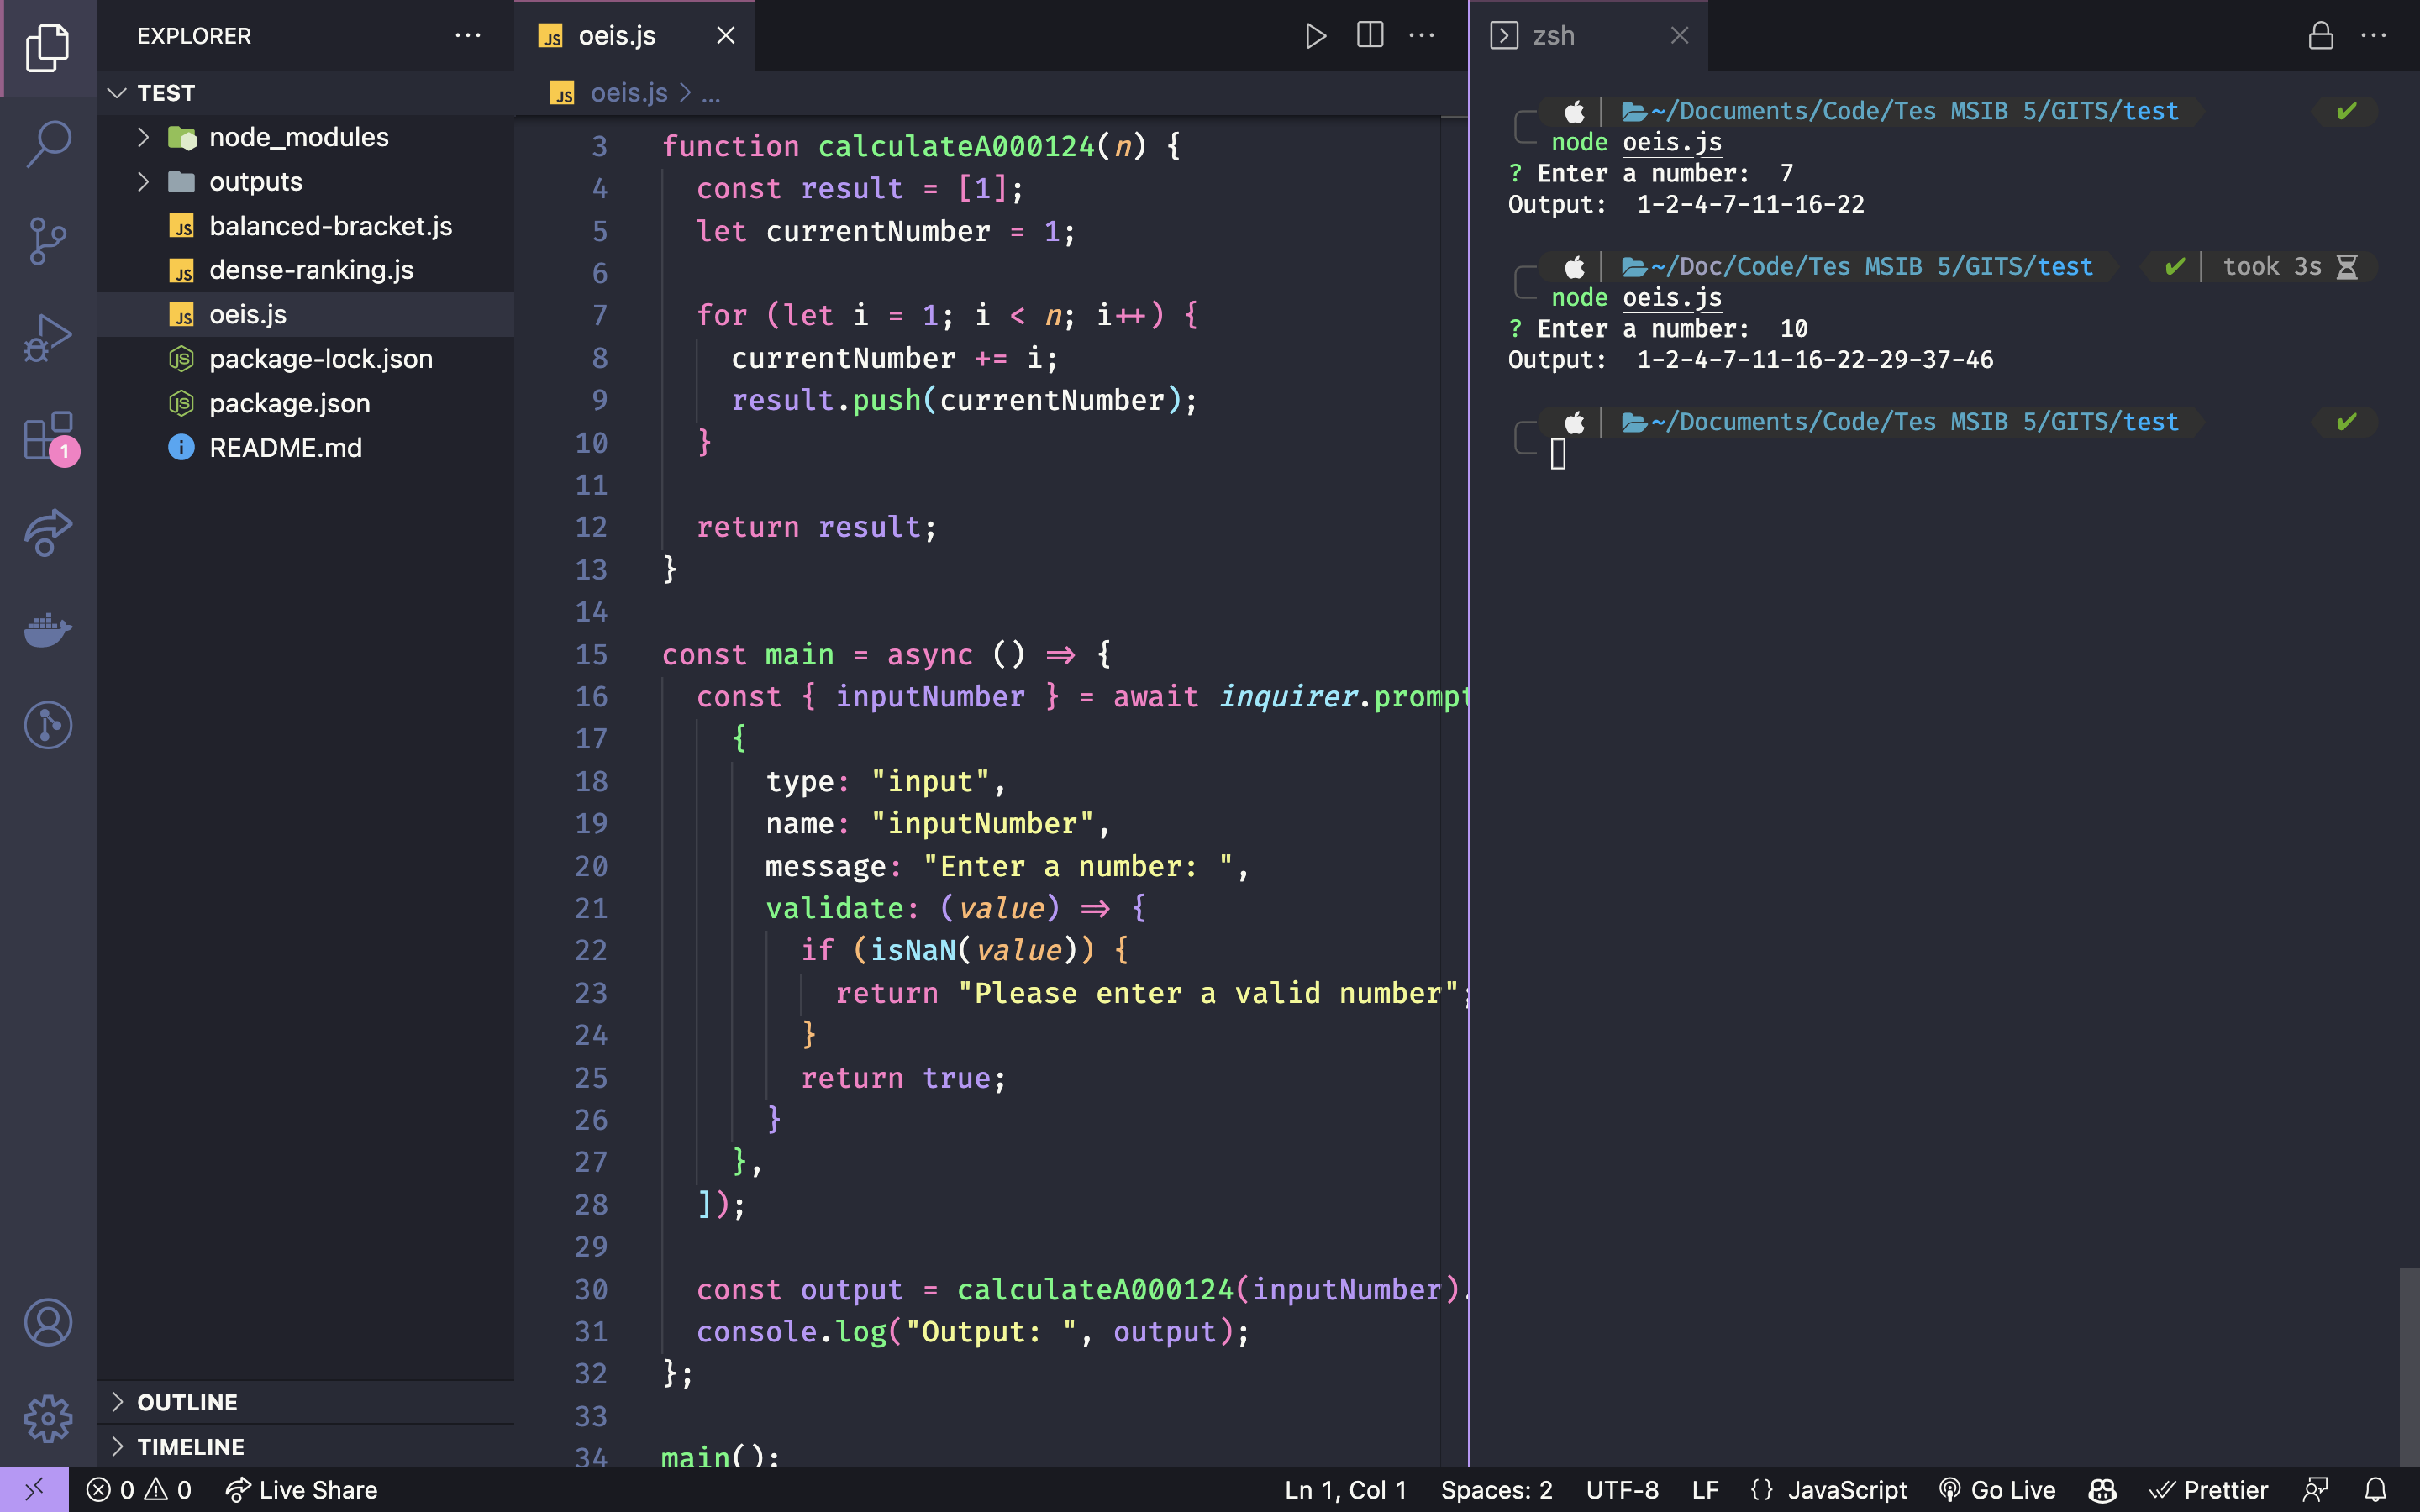 EXPLORER
TEST
node_modules
outputs
balanced-bracket.js
dense-ranking.js
oeis.js
package-lock.json
package.json
README.md
OUTLINE
TIMELINE
1
JS oeis.js
JS oeis.js > ...
3 function calculateA000124(n) {
4 const result = [1];
5 let currentNumber = 1;
6
7 for (let i = 1; i < n; i++) {
8 currentNumber += i;
9 result.push(currentNumber);
10 }
11
12 return result;
13 }
14
15 const main = async () => {
16 const { inputNumber } = await inquirer.prompt
17 {
18 type: "input",
19 name: "inputNumber",
20 message: "Enter a number: ",
21 validate: (value) => {
22 if (isNaN(value)) {
23 return "Please enter a valid number";
24 }
25 return true;
26 }
27 },
28 ]);
29
30 const output = calculateA000124(inputNumber).
31 console.log("Output: ", output);
32 };
33
34 main();
zsh
~/Documents/Code/Tes MSIB 5/GITS/test ✔
node oeis.js
? Enter a number: 7
Output: 1-2-4-7-11-16-22
~/Doc/Code/Tes MSIB 5/GITS/test ✔ took 3s
node oeis.js
? Enter a number: 10
Output: 1-2-4-7-11-16-22-29-37-46
~/Documents/Code/Tes MSIB 5/GITS/test ✔
0 0 Live Share Ln 1, Col 1 Spaces: 2 UTF-8 LF {} JavaScript Go Live Prettier